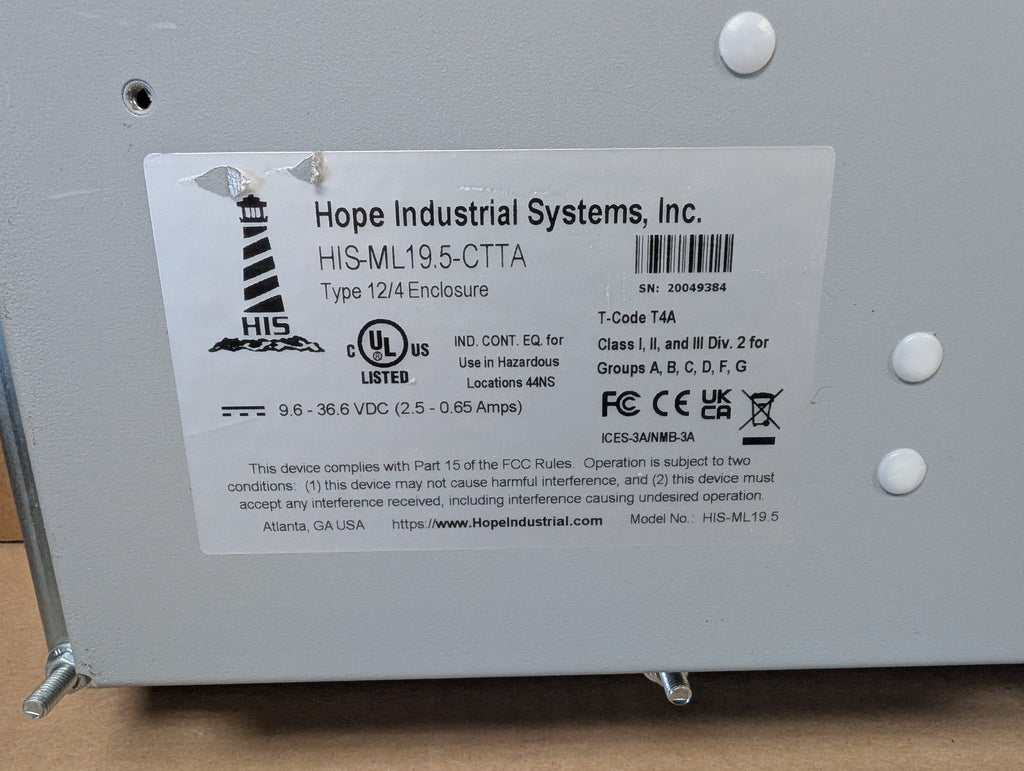 Hope Industrial Systems, Inc.
HIS-ML19.5-CTTA
Type 12/4 Enclosure
SN: 20049384
HIS
C UL US
®
LISTED
IND. CONT. EQ. for
Use in Hazardous
Locations 44NS
T-Code T4A
Class I, II, and III Div. 2 for
Groups A, B, C, D, F, G
9.6 - 36.6 VDC (2.5 - 0.65 Amps)
FC CE UK CA
ICES-3A/NMB-3A
This device complies with Part 15 of the FCC Rules. Operation is subject to two
conditions: (1) this device may not cause harmful interference, and (2) this device must
accept any interference received, including interference causing undesired operation.
Atlanta, GA USA https://www.HopeIndustrial.com Model No.: HIS-ML19.5